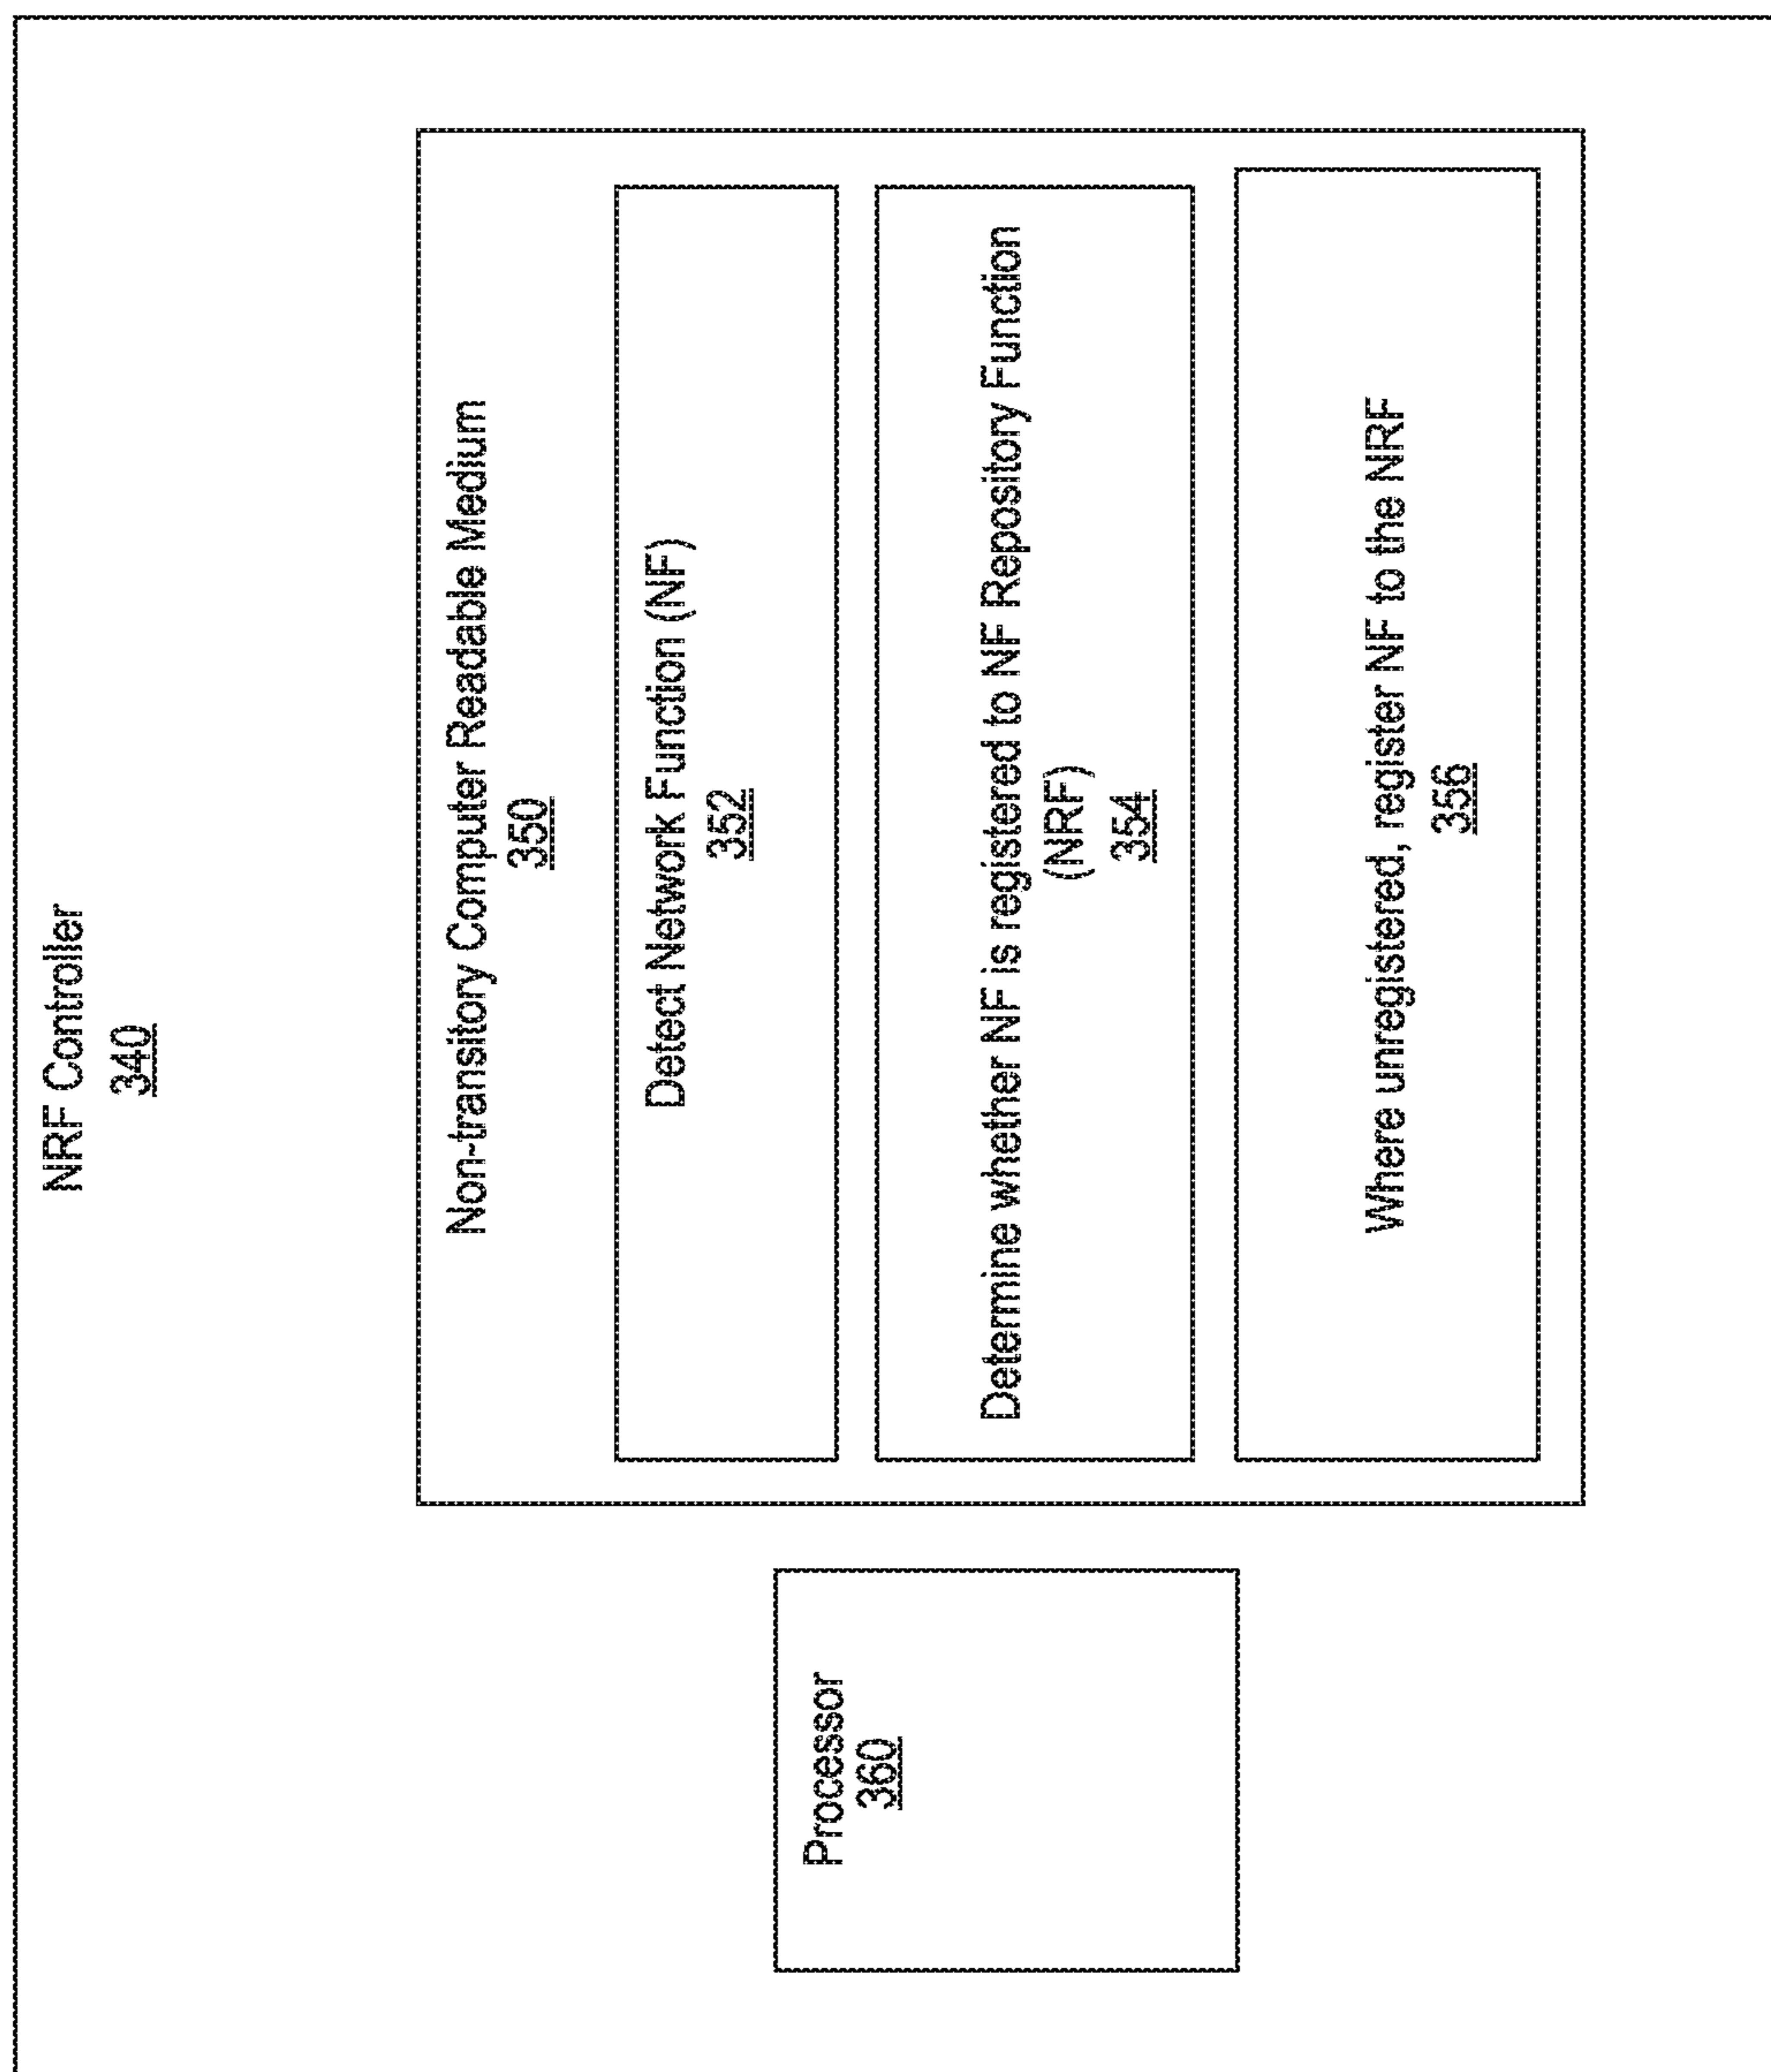 NRF Controller
340
Processor
360
Non-transitory Computer Readable Medium
350
Detect Network Function (NF)
352
Determine whether NF is registered to NF Repository Function
(NRF)
354
Where unregistered, register NF to the NRF
356